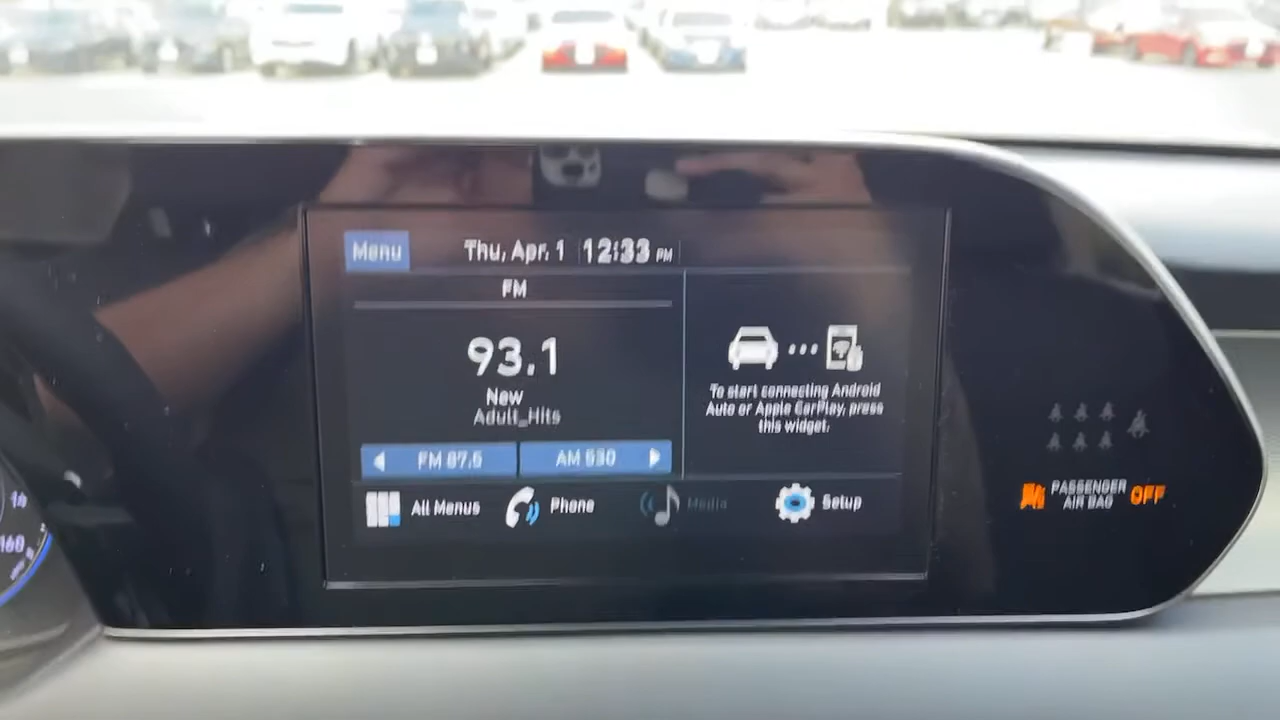 Menu
Thu, Apr. 1 12:33 PM
FM
93.1
New
Adult_Hits
FM 87.5
AM 530
To start connecting Android
Auto or Apple CarPlay, press
this widget.
All Menus
Phone
Media
Setup
PASSENGER
AIR BAG OFF
160